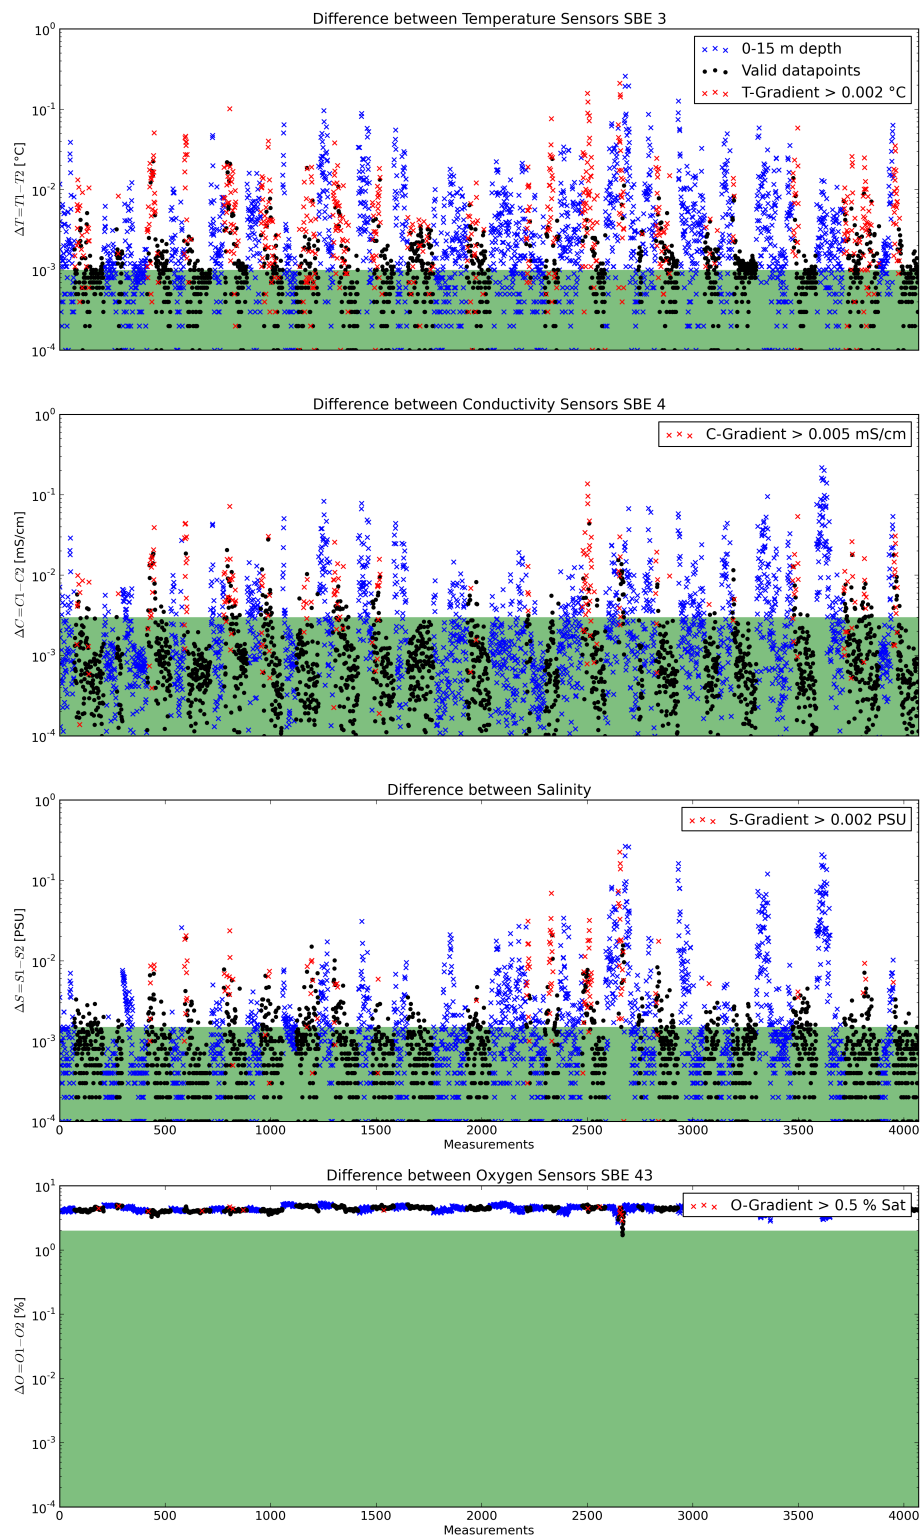 Difference between Temperature Sensors SBE 3
10^0
0-15 m depth
Valid datapoints
T-Gradient > 0.002 °C
10^-1
10^-2
10^-3
10^-4
ΔT=T1−T2 [°C]
Difference between Conductivity Sensors SBE 4
10^0
C-Gradient > 0.005 mS/cm
10^-1
10^-2
10^-3
10^-4
ΔC=C1−C2 [mS/cm]
Difference between Salinity
10^0
S-Gradient > 0.002 PSU
10^-1
10^-2
10^-3
10^-4
ΔS=S1−S2 [PSU]
0 500 1000 1500 2000 2500 3000 3500 4000
Measurements
Difference between Oxygen Sensors SBE 43
10^1
O-Gradient > 0.5 % Sat
10^0
10^-1
10^-2
10^-3
10^-4
ΔO=O1−O2 [%]
0 500 1000 1500 2000 2500 3000 3500 4000
Measurements